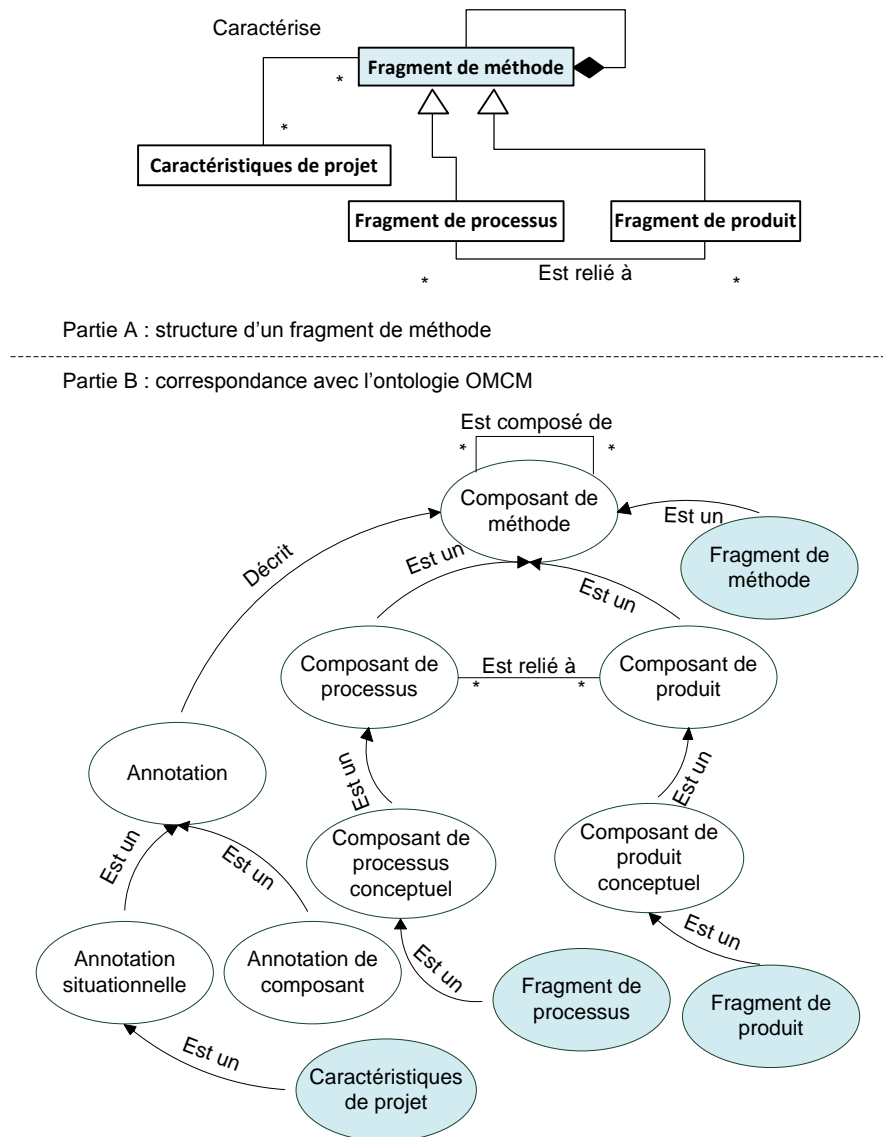 Caractérise
Fragment de méthode
*
*
Caractéristiques de projet
Fragment de processus
Fragment de produit
Est relié à
*
*
Partie A : structure d'un fragment de méthode
Partie B : correspondance avec l'ontologie OMCM
Est composé de
*
*
Composant de
méthode
Est un
Fragment de
méthode
Décrit
Est un
Est un
Composant de
processus
Est relié à
*
*
Composant de
produit
Annotation
Est un
Est un
Composant de
processus
conceptuel
Composant de
produit
conceptuel
Est un
Est un
Annotation
situationnelle
Annotation de
composant
Est un
Est un
Fragment de
processus
Fragment de
produit
Est un
Caractéristiques
de projet